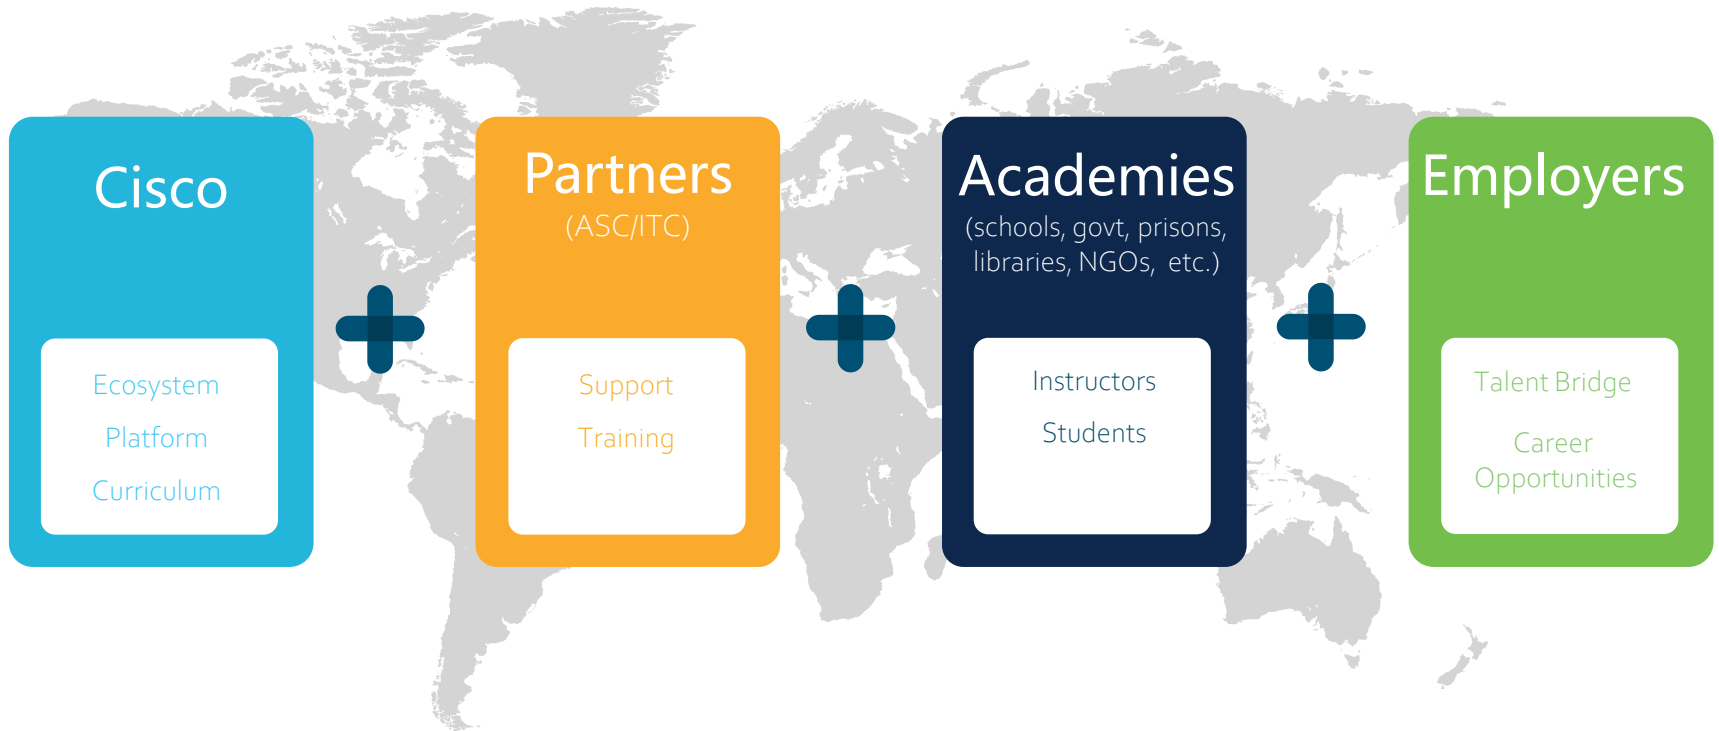 Cisco
Ecosystem
Platform
Curriculum
Partners
(ASC/ITC)
Support
Training
Academies
(schools, govt, prisons,
libraries, NGOs, etc.)
Instructors
Students
Employers
Talent Bridge
Career
Opportunities